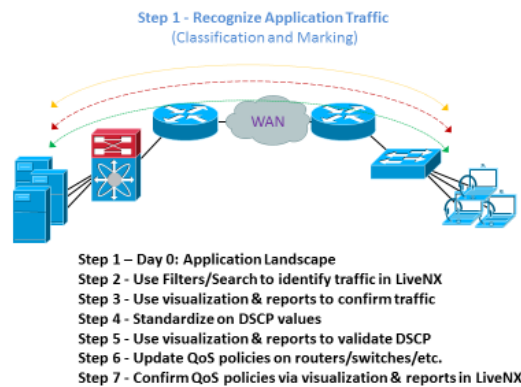 Step 1 - Recognize Application Traffic
(Classification and Marking)
WAN
Step 1 – Day 0: Application Landscape
Step 2 - Use Filters/Search to identify traffic in LiveNX
Step 3 - Use visualization & reports to confirm traffic
Step 4 - Standardize on DSCP values
Step 5 - Use visualization & reports to validate DSCP
Step 6 - Update QoS policies on routers/switches/etc.
Step 7 - Confirm QoS policies via visualization & reports in LiveNX